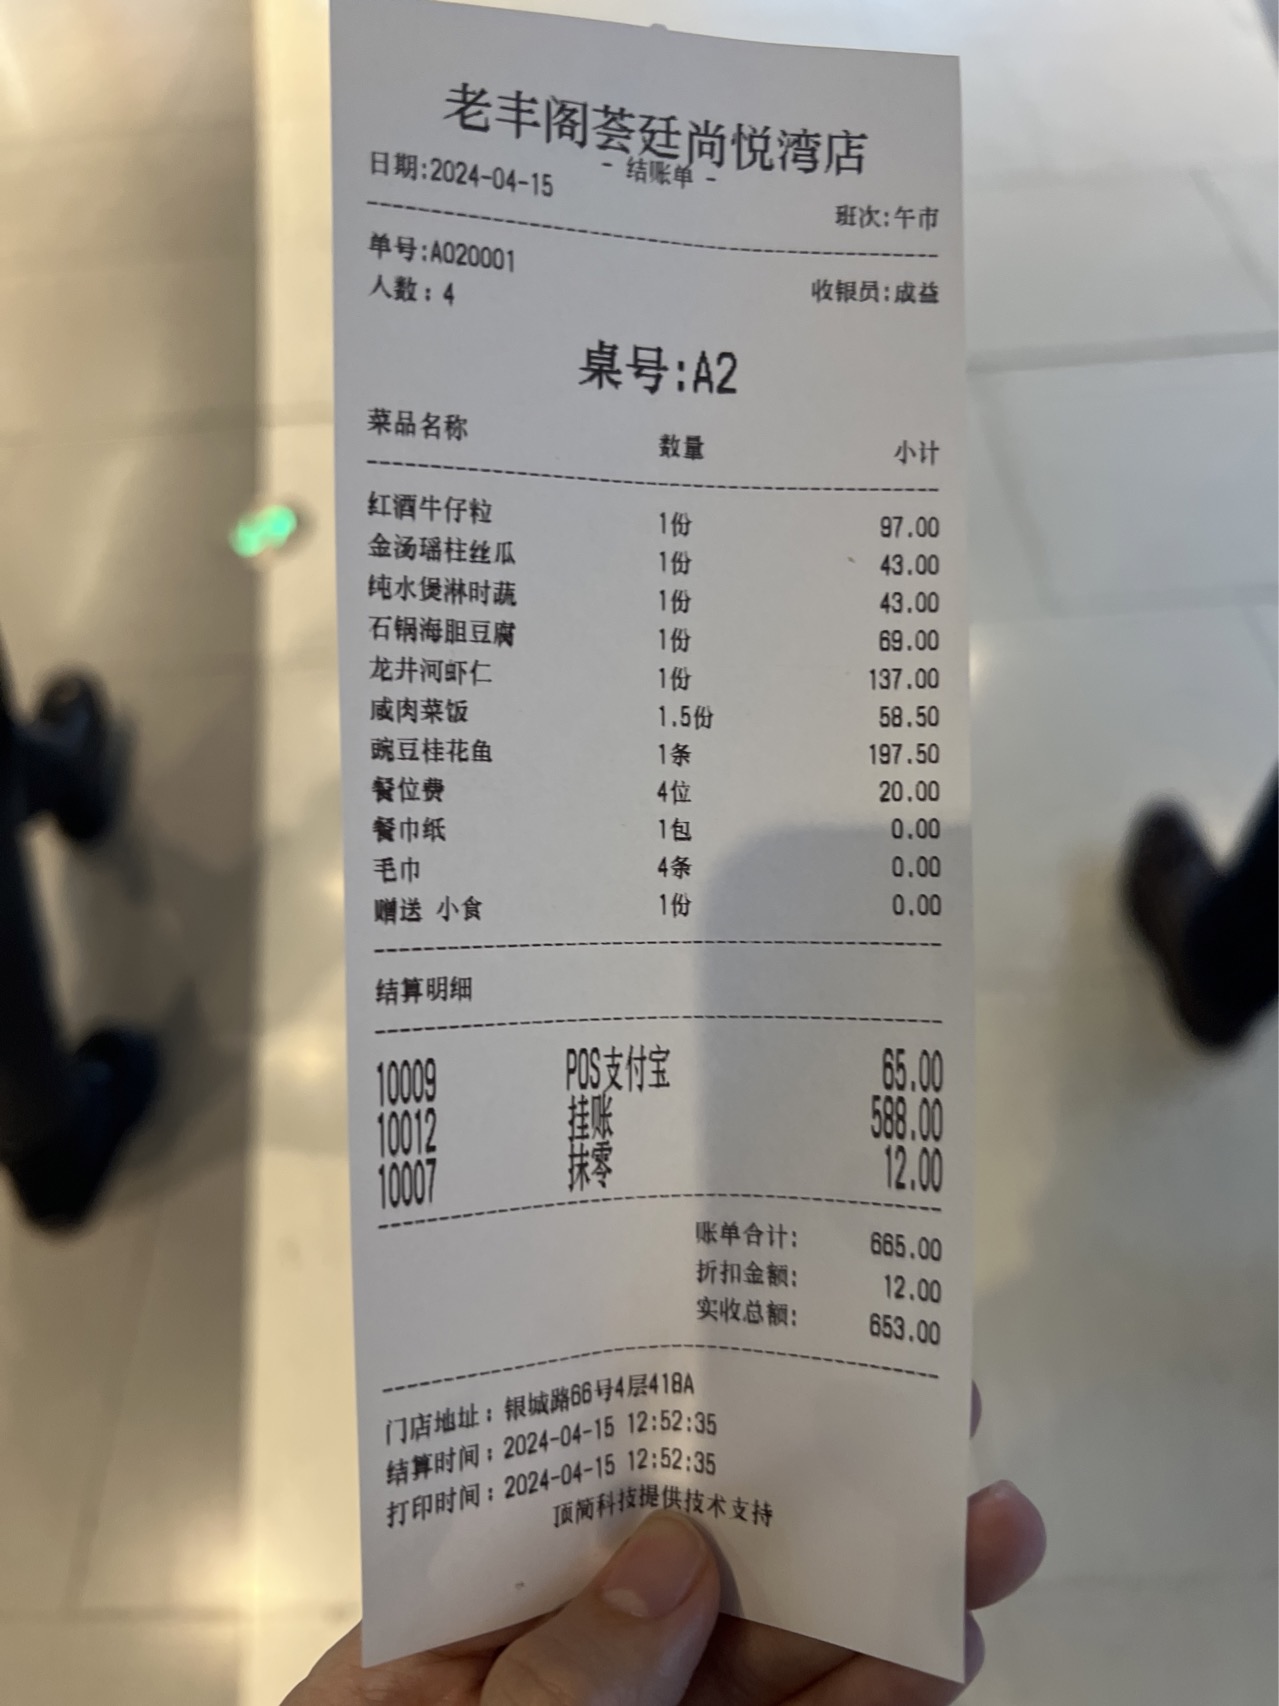 老丰阁荟廷尚悦湾店
- 结账单 -
日期:2024-04-15
班次:午市
单号:A020001
人数：4 收银员:成益
桌号:A2
菜品名称 数量 小计
红酒牛仔粒 1份 97.00
金汤瑶柱丝瓜 1份 43.00
纯水煲淋时蔬 1份 43.00
石锅海胆豆腐 1份 69.00
龙井河虾仁 1份 137.00
咸肉菜饭 1.5份 58.50
豌豆桂花鱼 1条 197.50
餐位费 4位 20.00
餐巾纸 1包 0.00
毛巾 4条 0.00
赠送 小食 1份 0.00
结算明细
10009 POS支付宝 65.00
10012 挂账 588.00
10007 抹零 12.00
账单合计: 665.00
折扣金额: 12.00
实收总额: 653.00
门店地址：银城路66号4层418A
结算时间：2024-04-15 12:52:35
打印时间：2024-04-15 12:52:35
顶简科技提供技术支持